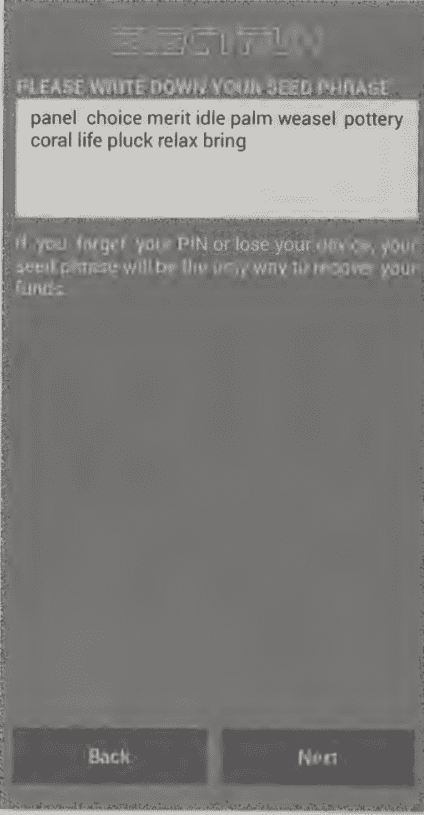 ELECTRUM
PLEASE WRITE DOWN YOUR SEED PHRASE
panel choice merit idle palm weasel pottery
coral life pluck relax bring
If you forget your PIN or lose your device, your
seed phrase will be the only way to recover your
funds.
Back Next